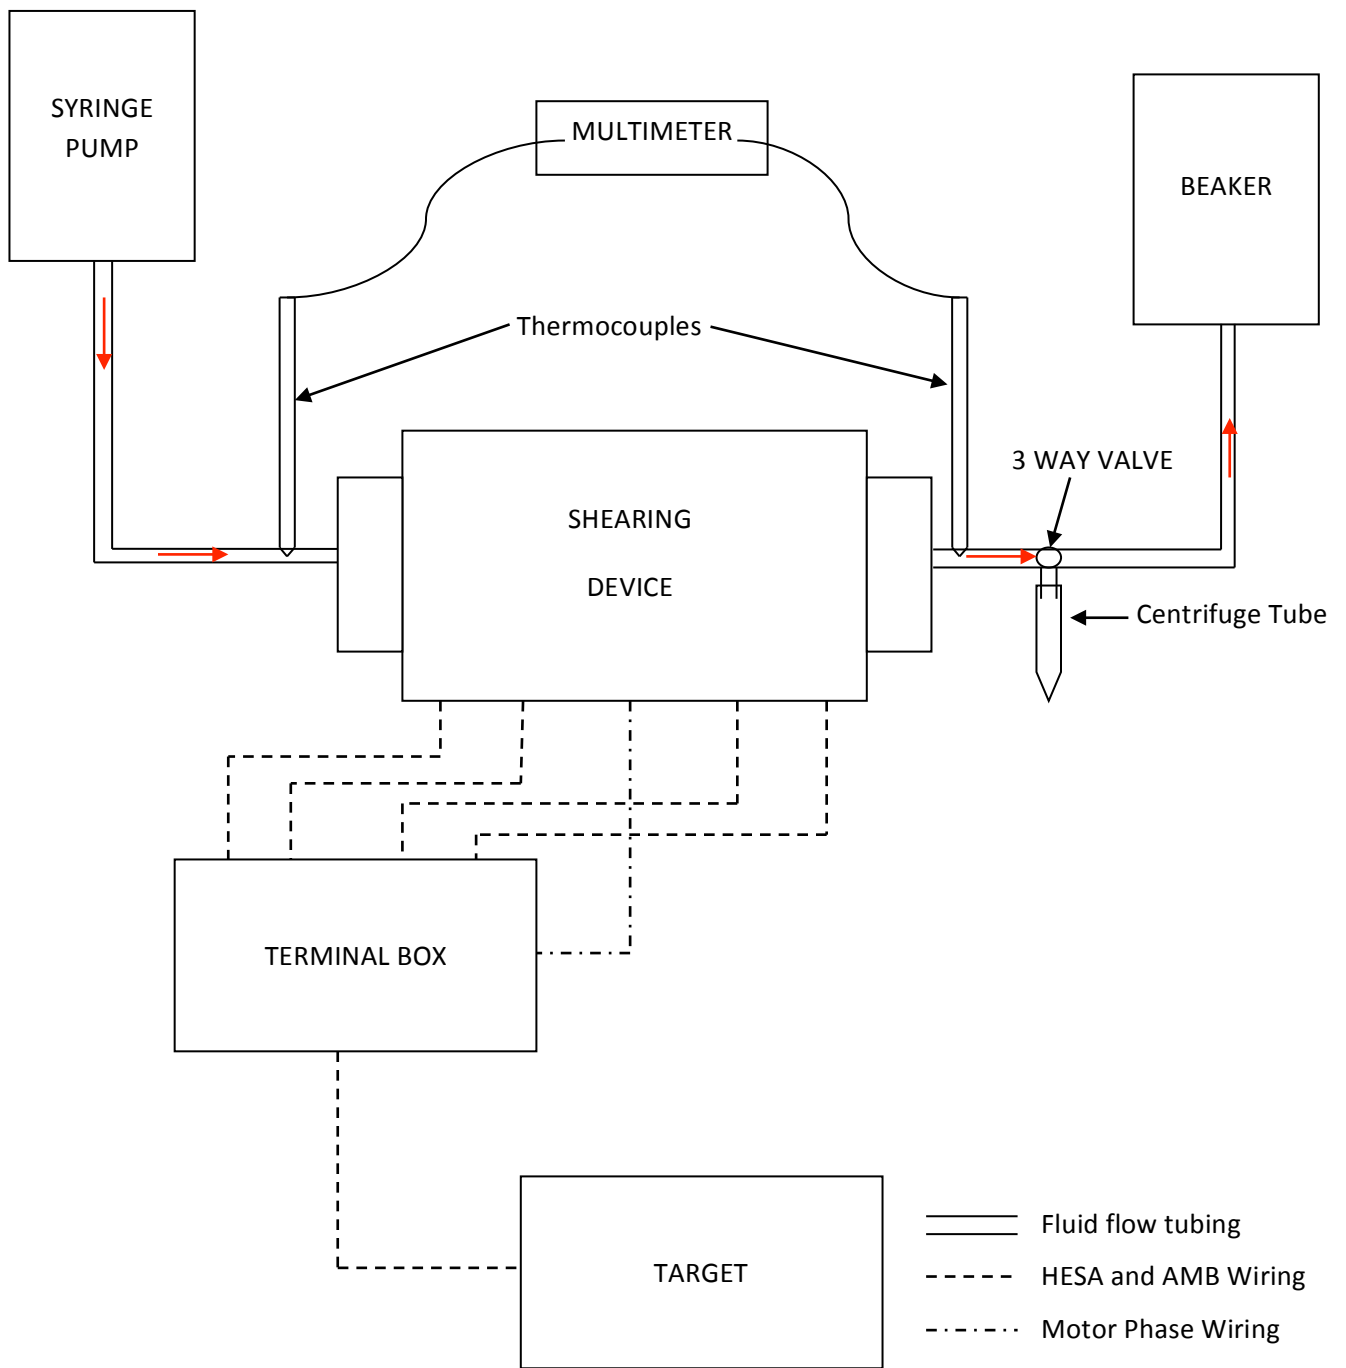 SYRINGE
PUMP
MULTIMETER
BEAKER
Thermocouples
3 WAY VALVE
SHEARING
DEVICE
Centrifuge Tube
TERMINAL BOX
TARGET
Fluid flow tubing
HESA and AMB Wiring
Motor Phase Wiring